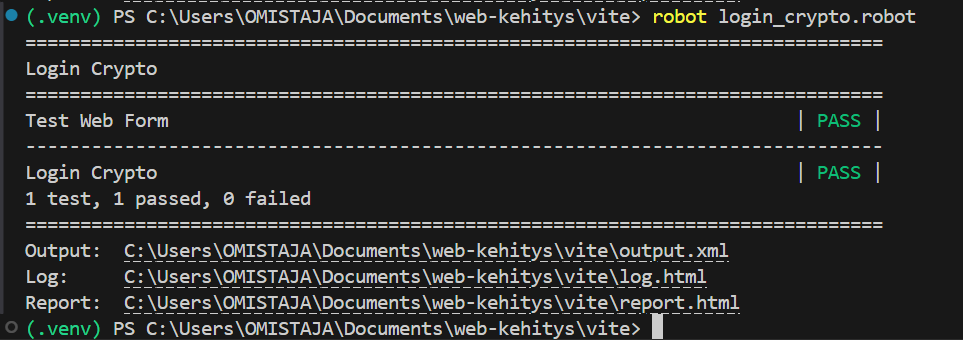 (.venv) PS C:\Users\OMISTAJA\Documents\web-kehitys\vite> robot login_crypto.robot
==============================================================================
Login Crypto
==============================================================================
Test Web Form | PASS |
------------------------------------------------------------------------------
Login Crypto | PASS |
1 test, 1 passed, 0 failed
==============================================================================
Output: C:\Users\OMISTAJA\Documents\web-kehitys\vite\output.xml
Log: C:\Users\OMISTAJA\Documents\web-kehitys\vite\log.html
Report: C:\Users\OMISTAJA\Documents\web-kehitys\vite\report.html
(.venv) PS C:\Users\OMISTAJA\Documents\web-kehitys\vite>